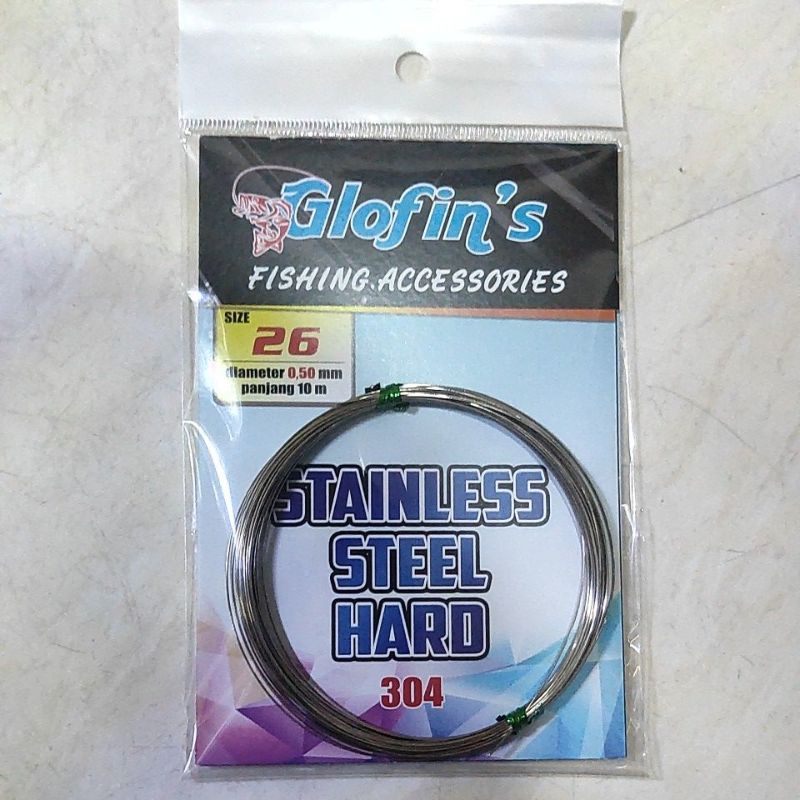 Glofin's
FISHING ACCESSORIES
SIZE
26
diameter 0,50 mm
panjang 10 m
STAINLESS
STEEL
HARD
304